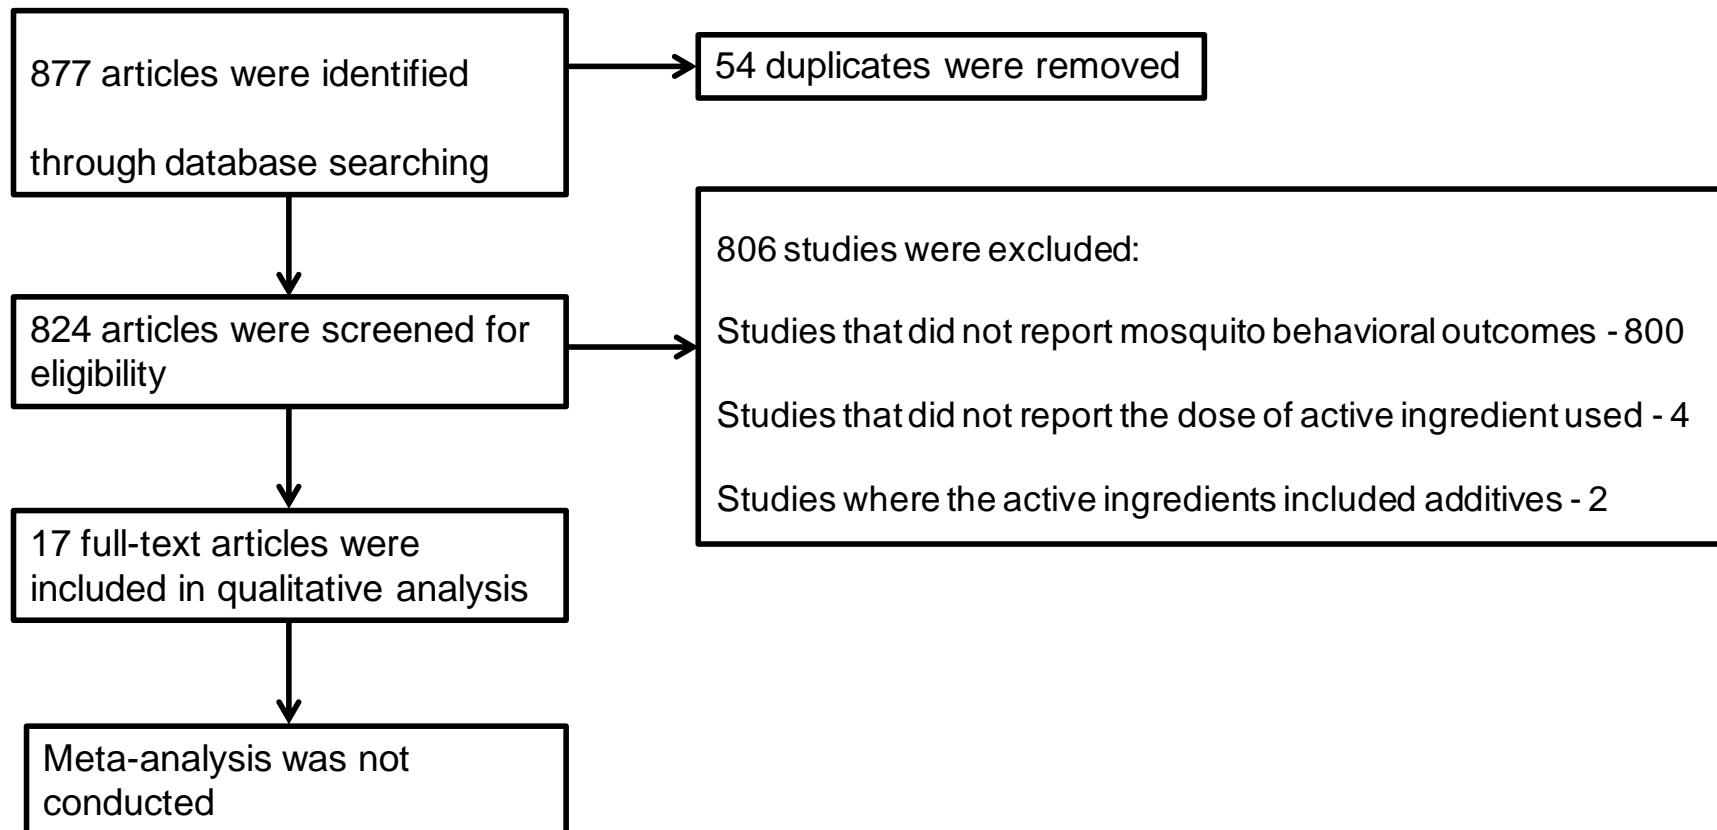 877 articles were identified
through database searching
54 duplicates were removed
824 articles were screened for
eligibility
806 studies were excluded:
Studies that did not report mosquito behavioral outcomes - 800
Studies that did not report the dose of active ingredient used - 4
Studies where the active ingredients included additives - 2
17 full-text articles were
included in qualitative analysis
Meta-analysis was not
conducted